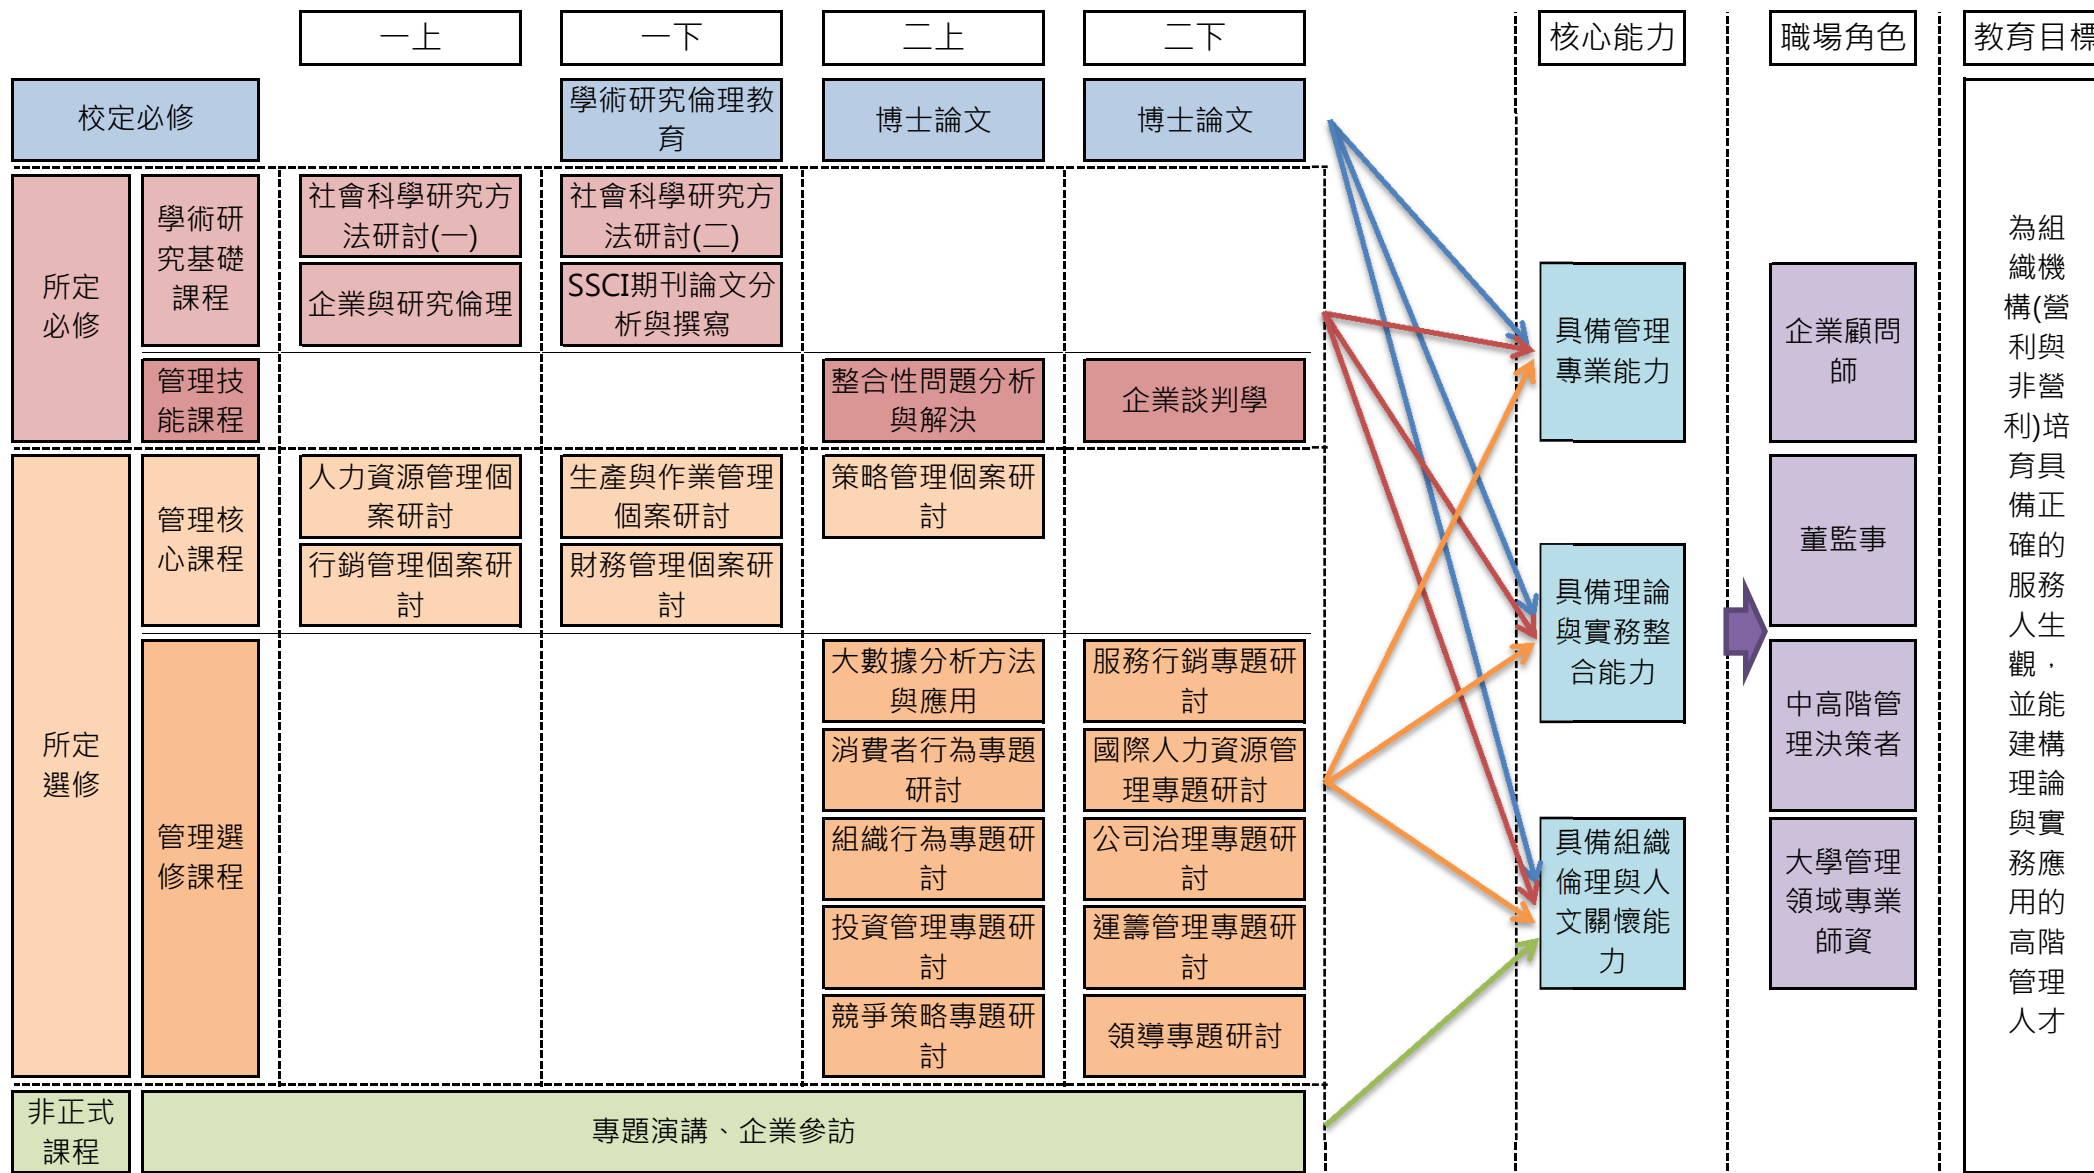 一上
一下
二上
二下
核心能力
職場角色
教育目標
校定必修
學術研究倫理教
育
博士論文
博士論文
所定
必修
學術研
究基礎
課程
社會科學研究方
法研討(一)
社會科學研究方
法研討(二)
企業與研究倫理
SSCI期刊論文分
析與撰寫
管理技
能課程
整合性問題分析
與解決
企業談判學
所定
選修
管理核
心課程
人力資源管理個
案研討
生產與作業管理
個案研討
策略管理個案研
討
行銷管理個案研
討
財務管理個案研
討
管理選
修課程
大數據分析方法
與應用
服務行銷專題研
討
消費者行為專題
研討
國際人力資源管
理專題研討
組織行為專題研
討
公司治理專題研
討
投資管理專題研
討
運籌管理專題研
討
競爭策略專題研
討
領導專題研討
非正式
課程
專題演講、企業參訪
具備管理
專業能力
具備理論
與實務整
合能力
具備組織
倫理與人
文關懷能
力
企業顧問
師
董監事
中高階管
理決策者
大學管理
領域專業
師資
為組
織機
構(營
利與
非營
利)培
育具
備正
確的
服務
人生
觀，
並能
建構
理論
與實
務應
用的
高階
管理
人才